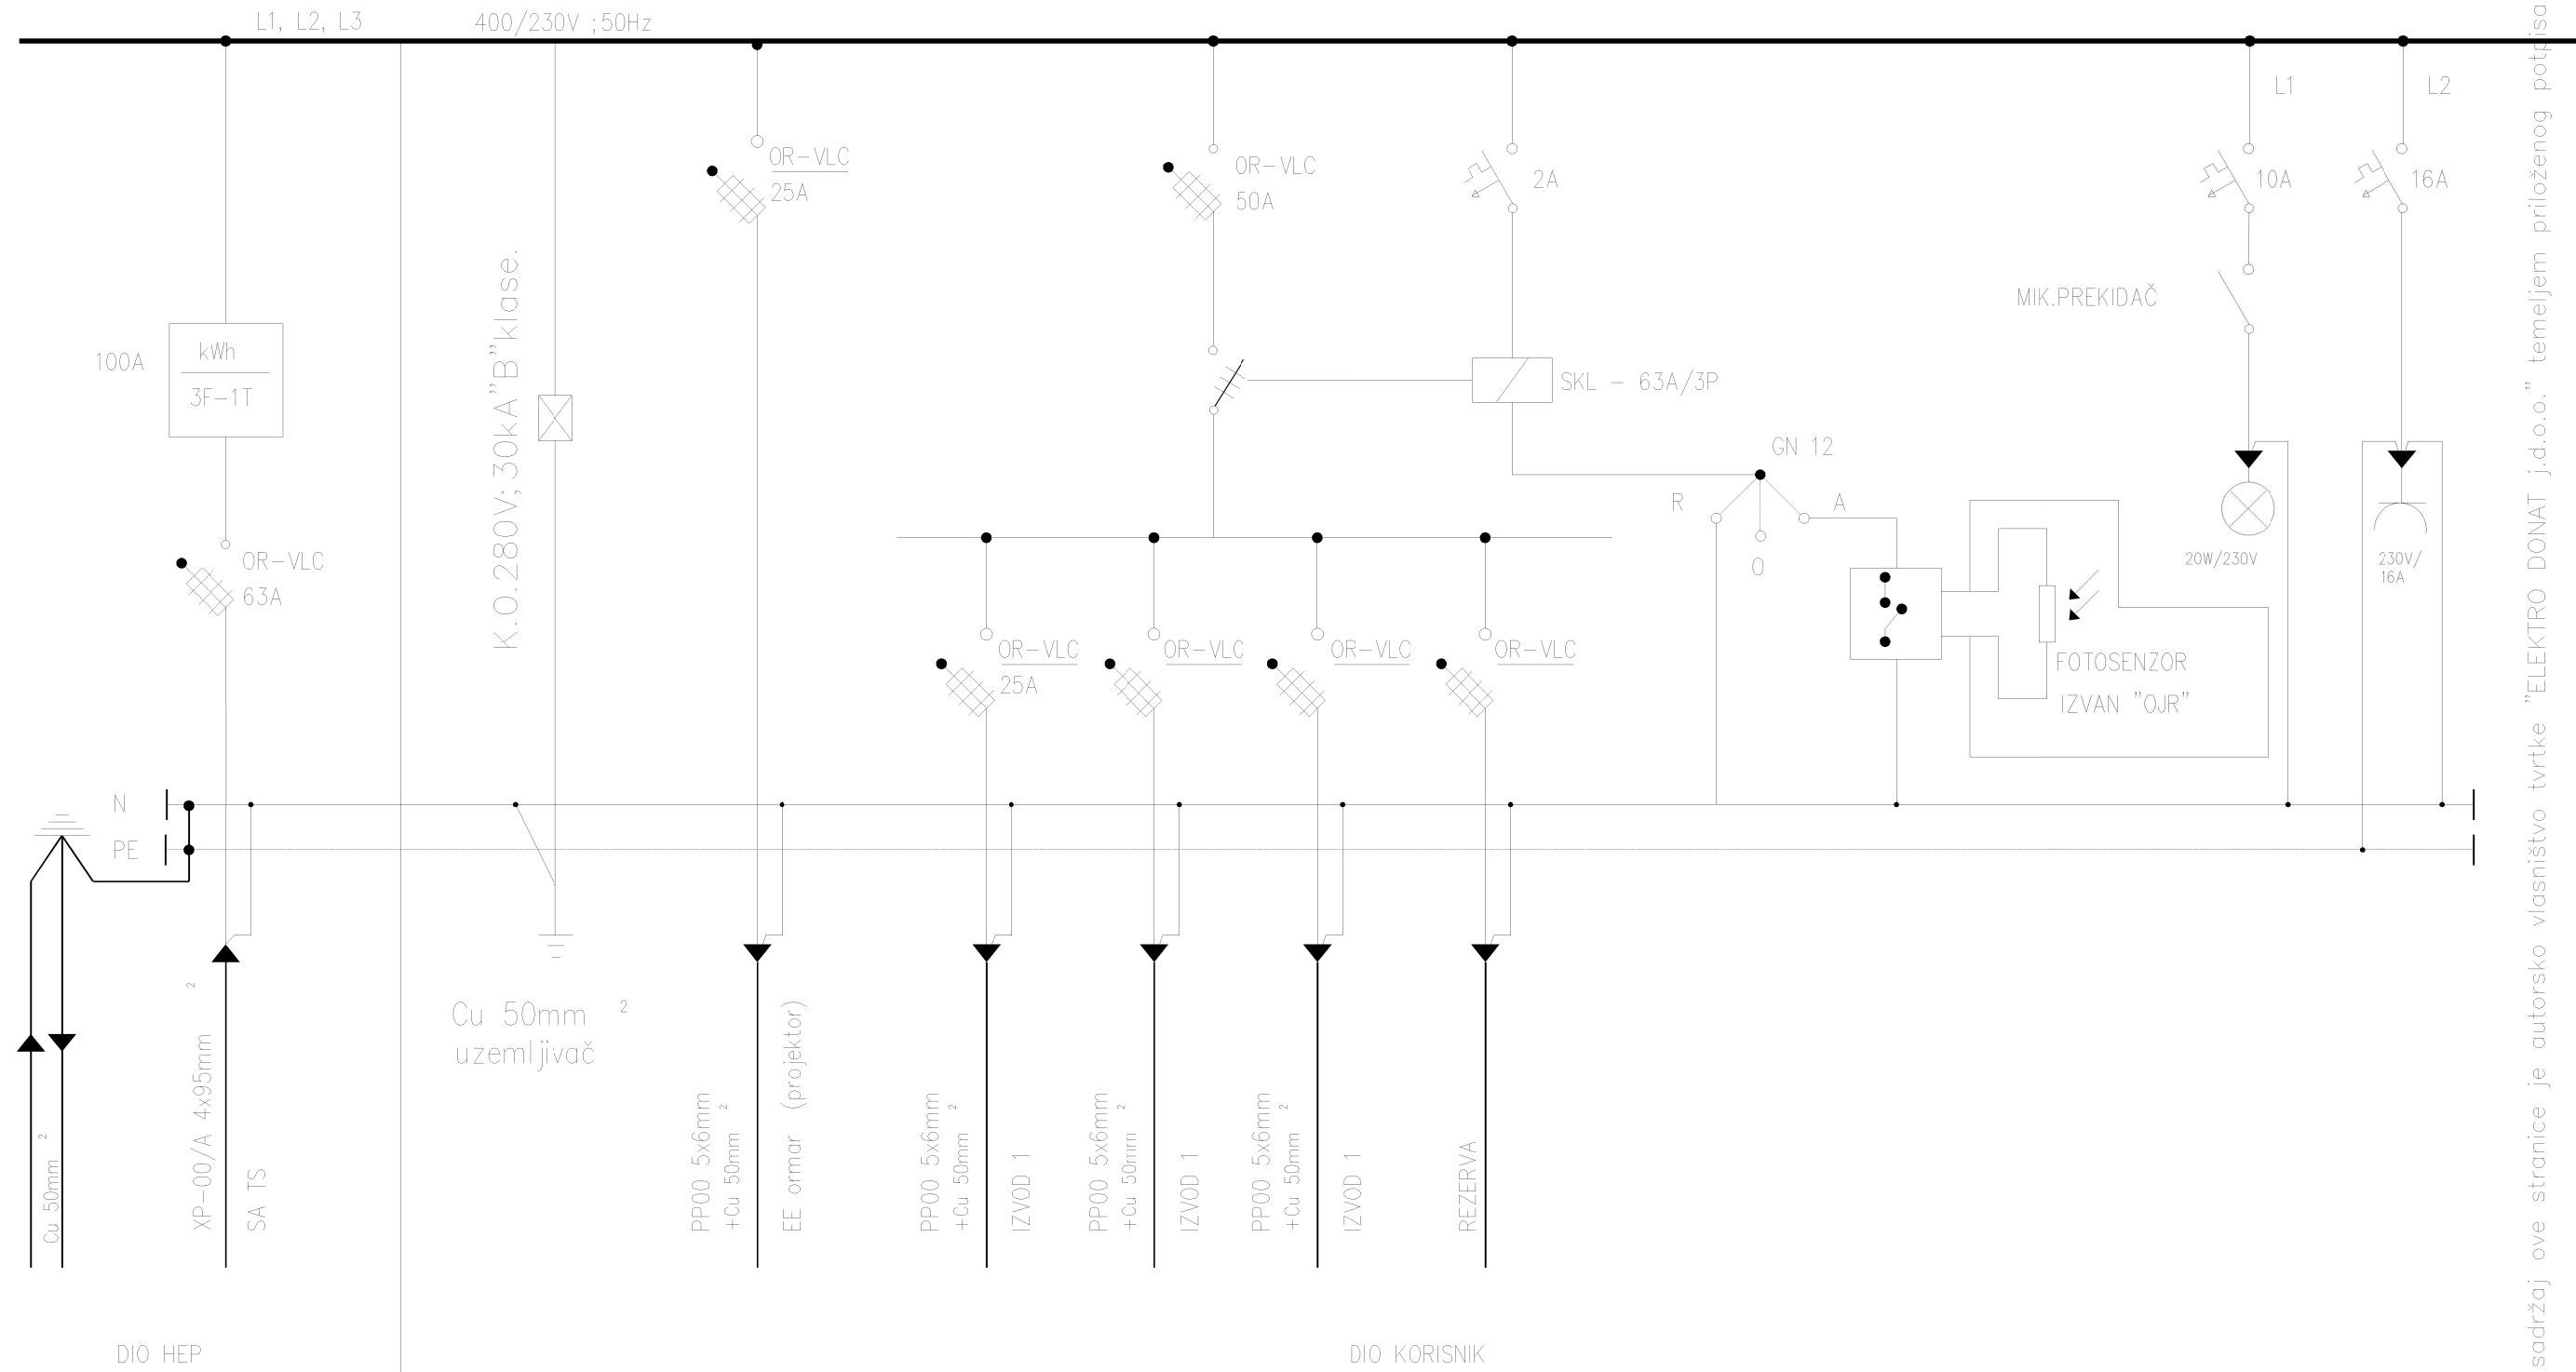 L1, L2, L3
400/230V ;50Hz
L1
L2
OR-VLC
25A
OR-VLC
50A
2A
10A
16A
K.O.280V; 30kA "B" klase.
MIK.PREKIDAČ
100A
kWh
3F-1T
SKL - 63A/3P
GN 12
R
A
O
OR-VLC
63A
20W/230V
230V/
16A
OR-VLC
25A
OR-VLC
OR-VLC
OR-VLC
FOTOSENZOR
IZVAN "OJR"
N
PE
Cu 50mm 2
uzemljivač
Cu 50mm 2
XP-00/A 4x95mm 2
SA TS
PP00 5x6mm
+Cu 50mm 2
EE ormar (projektor)
PP00 5x6mm
+Cu 50mm 2
IZVOD 1
PP00 5x6mm
+Cu 50mm 2
IZVOD 1
PP00 5x6mm
+Cu 50mm 2
IZVOD 1
REZERVA
DIO HEP
DIO KORISNIK
sadržaj ove stranice je autorsko vlasništvo tvrtke "ELEKTRO DONAT j.d.o.o." temeljem priloženog potpisa